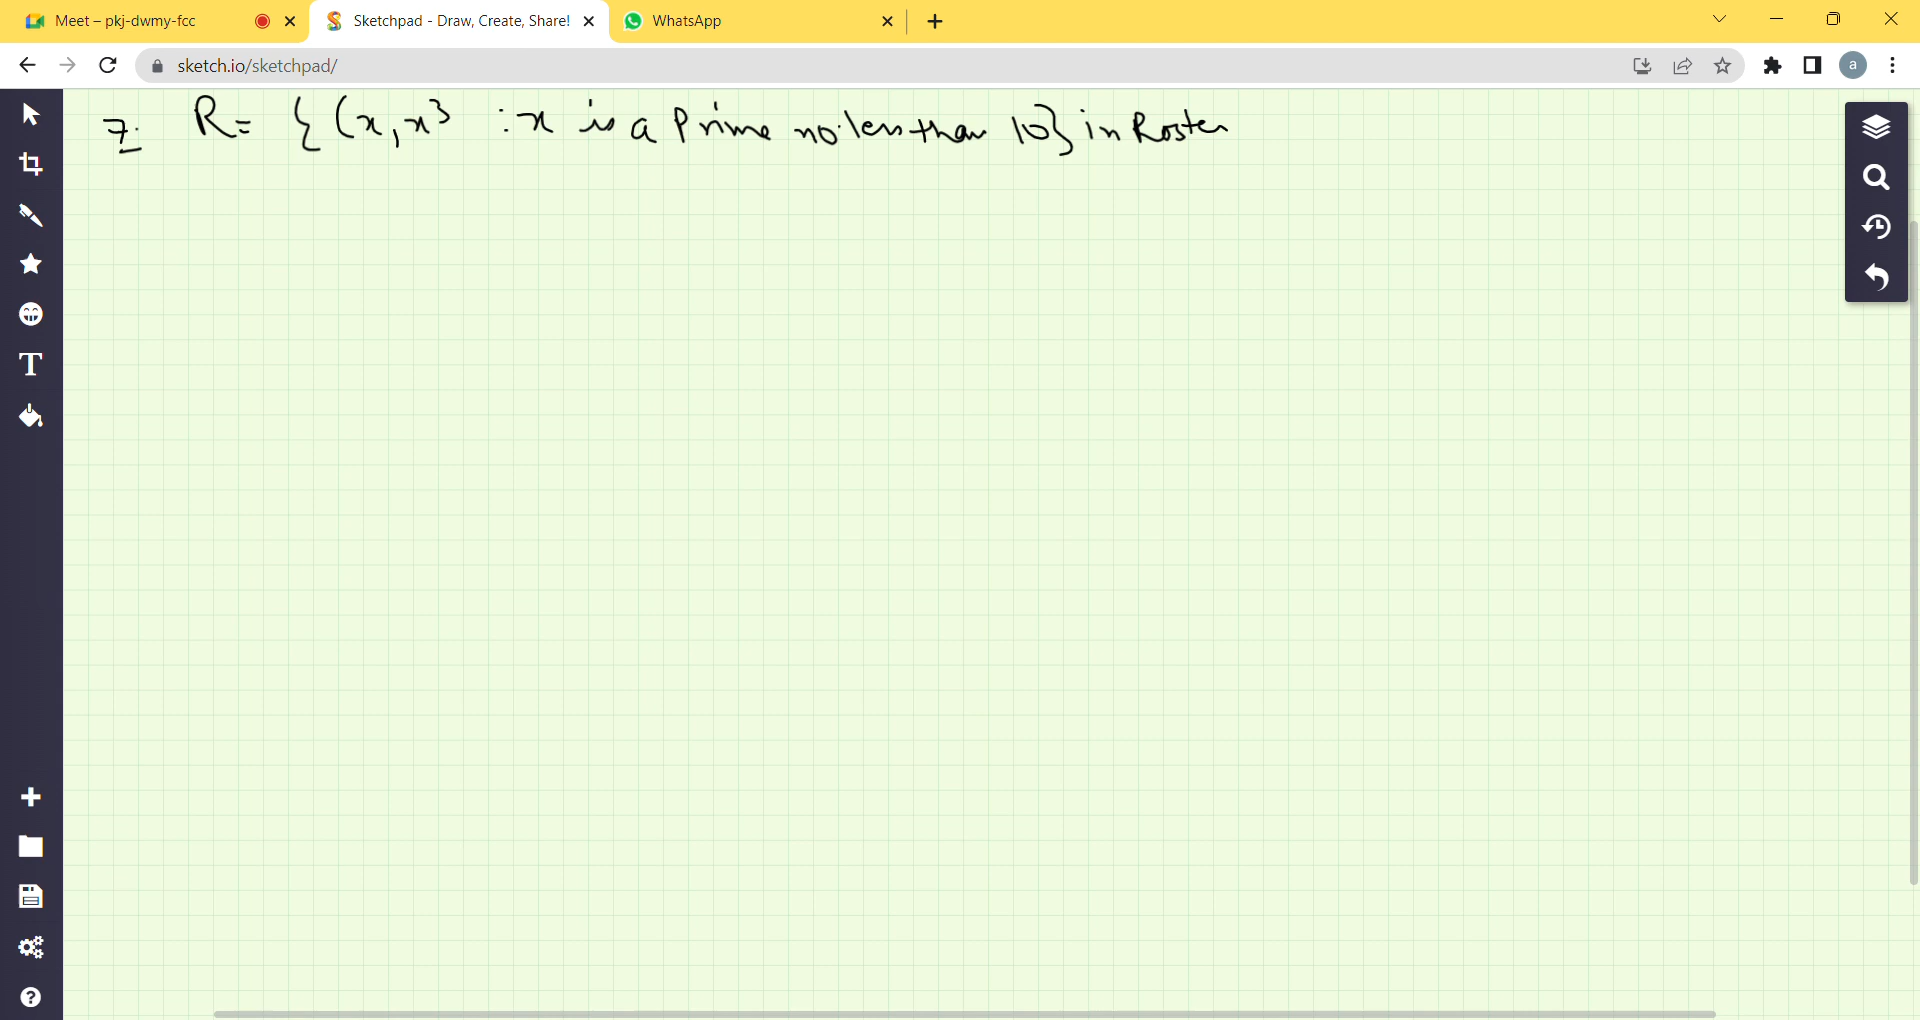 Meet – pkj-dwmy-fcc Sketchpad - Draw, Create, Share! WhatsApp
sketch.io/sketchpad/ a
7. R= {(x,x³ :x is a Prime no.less than 10} in Roster
T